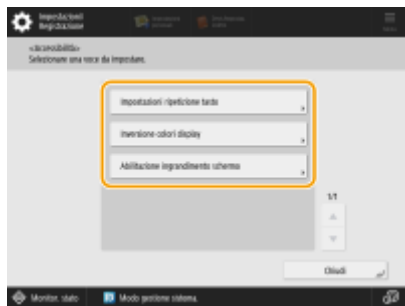 Impostazioni/
Registrazione
<Accessibilità>
Selezionare una voce da impostare.
Impostazioni ripetizione tasto
Inversione colori display
Abilitazione ingrandimento schermo
1/1
Chiudi
Monitor. stato
Modo gestione sistema.